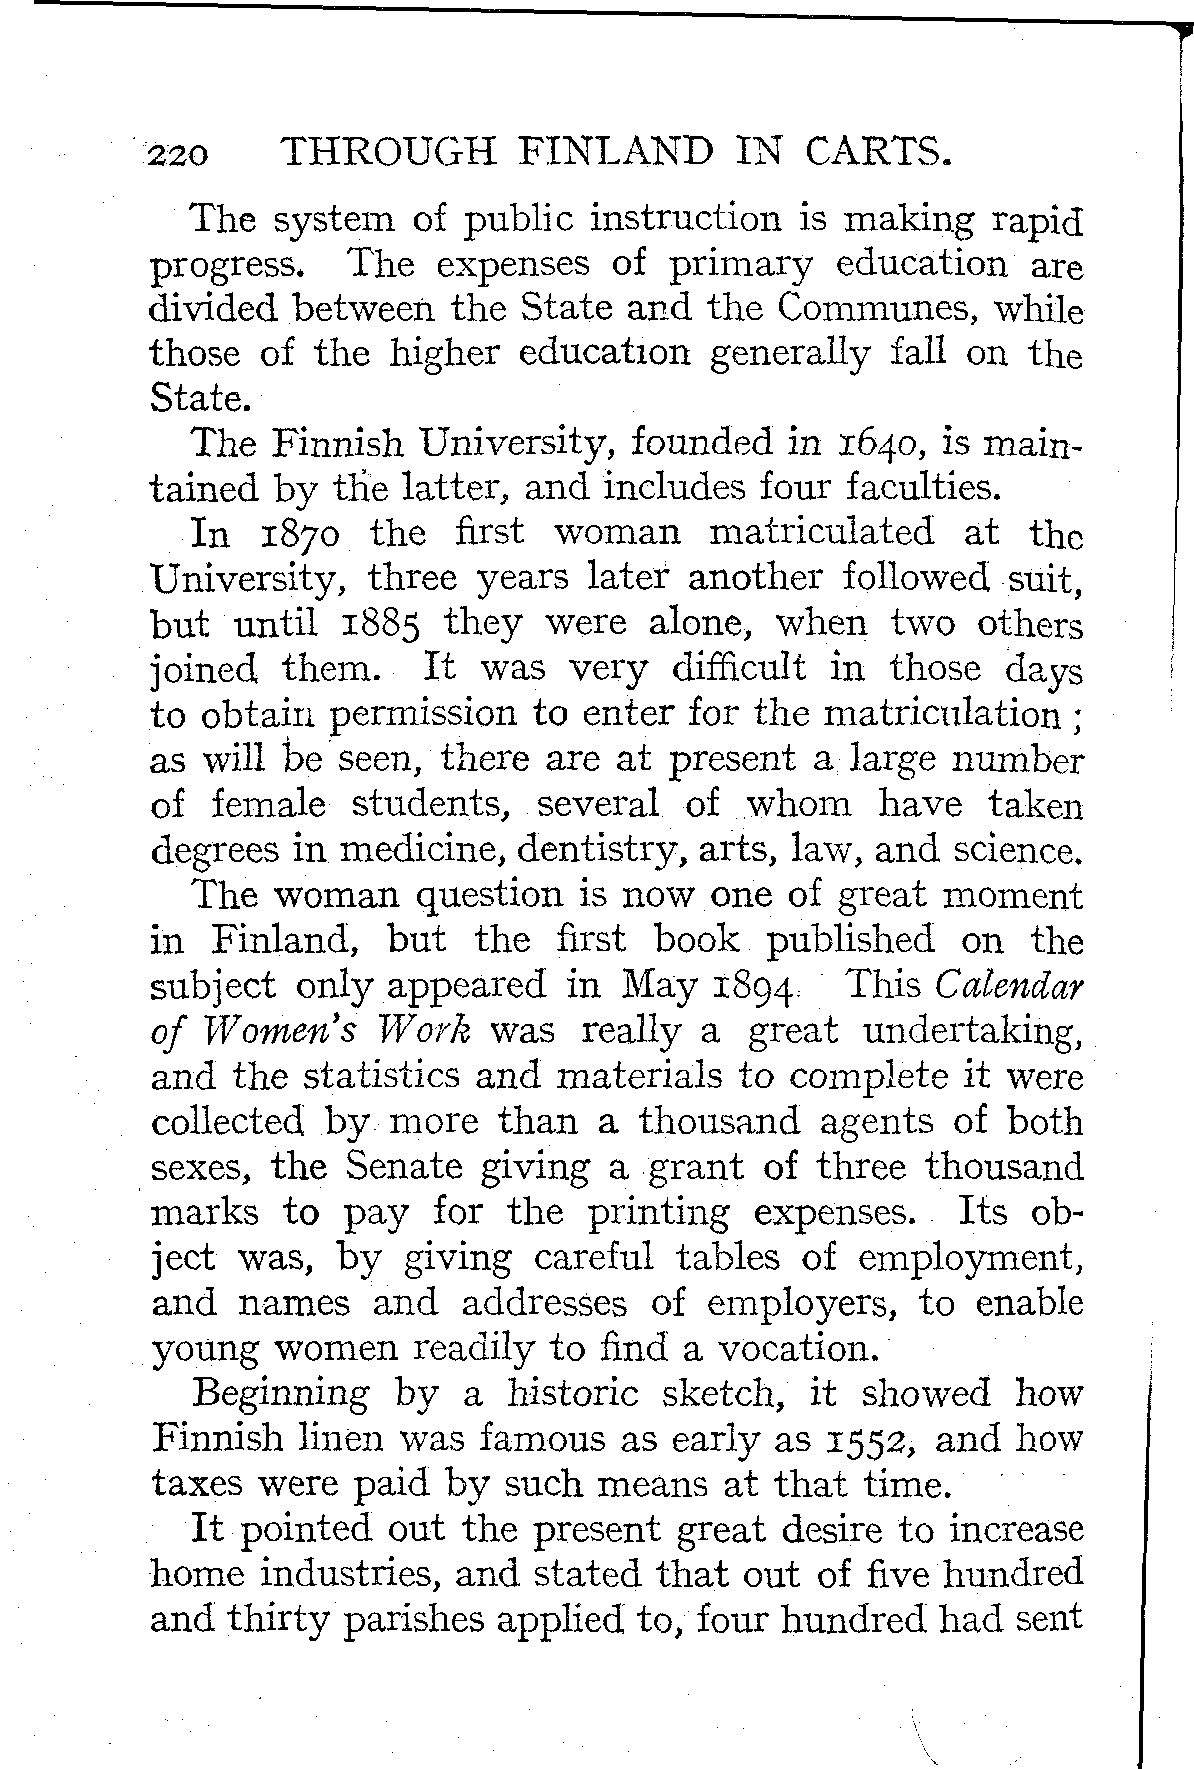 220 THROUGH FINLAND IN CARTS.
The system of public instruction is making rapid
progress. The expenses of primary education are
divided between the State and the Communes, while
those of the higher education generally fall on the
State.
The Finnish University, founded in 1640, is main-
tained by the latter, and includes four faculties.
In 1870 the first woman matriculated at the
University, three years later another followed suit,
but until 1885 they were alone, when two others
joined them. It was very difficult in those days
to obtain permission to enter for the matriculation ;
as will be seen, there are at present a large number
of female students, several of whom have taken
degrees in medicine, dentistry, arts, law, and science.
The woman question is now one of great moment
in Finland, but the first book published on the
subject only appeared in May 1894. This Calendar
of Women's Work was really a great undertaking,
and the statistics and materials to complete it were
collected by more than a thousand agents of both
sexes, the Senate giving a grant of three thousand
marks to pay for the printing expenses. Its ob-
ject was, by giving careful tables of employment,
and names and addresses of employers, to enable
young women readily to find a vocation.
Beginning by a historic sketch, it showed how
Finnish linen was famous as early as 1552, and how
taxes were paid by such means at that time.
It pointed out the present great desire to increase
home industries, and stated that out of five hundred
and thirty parishes applied to, four hundred had sent